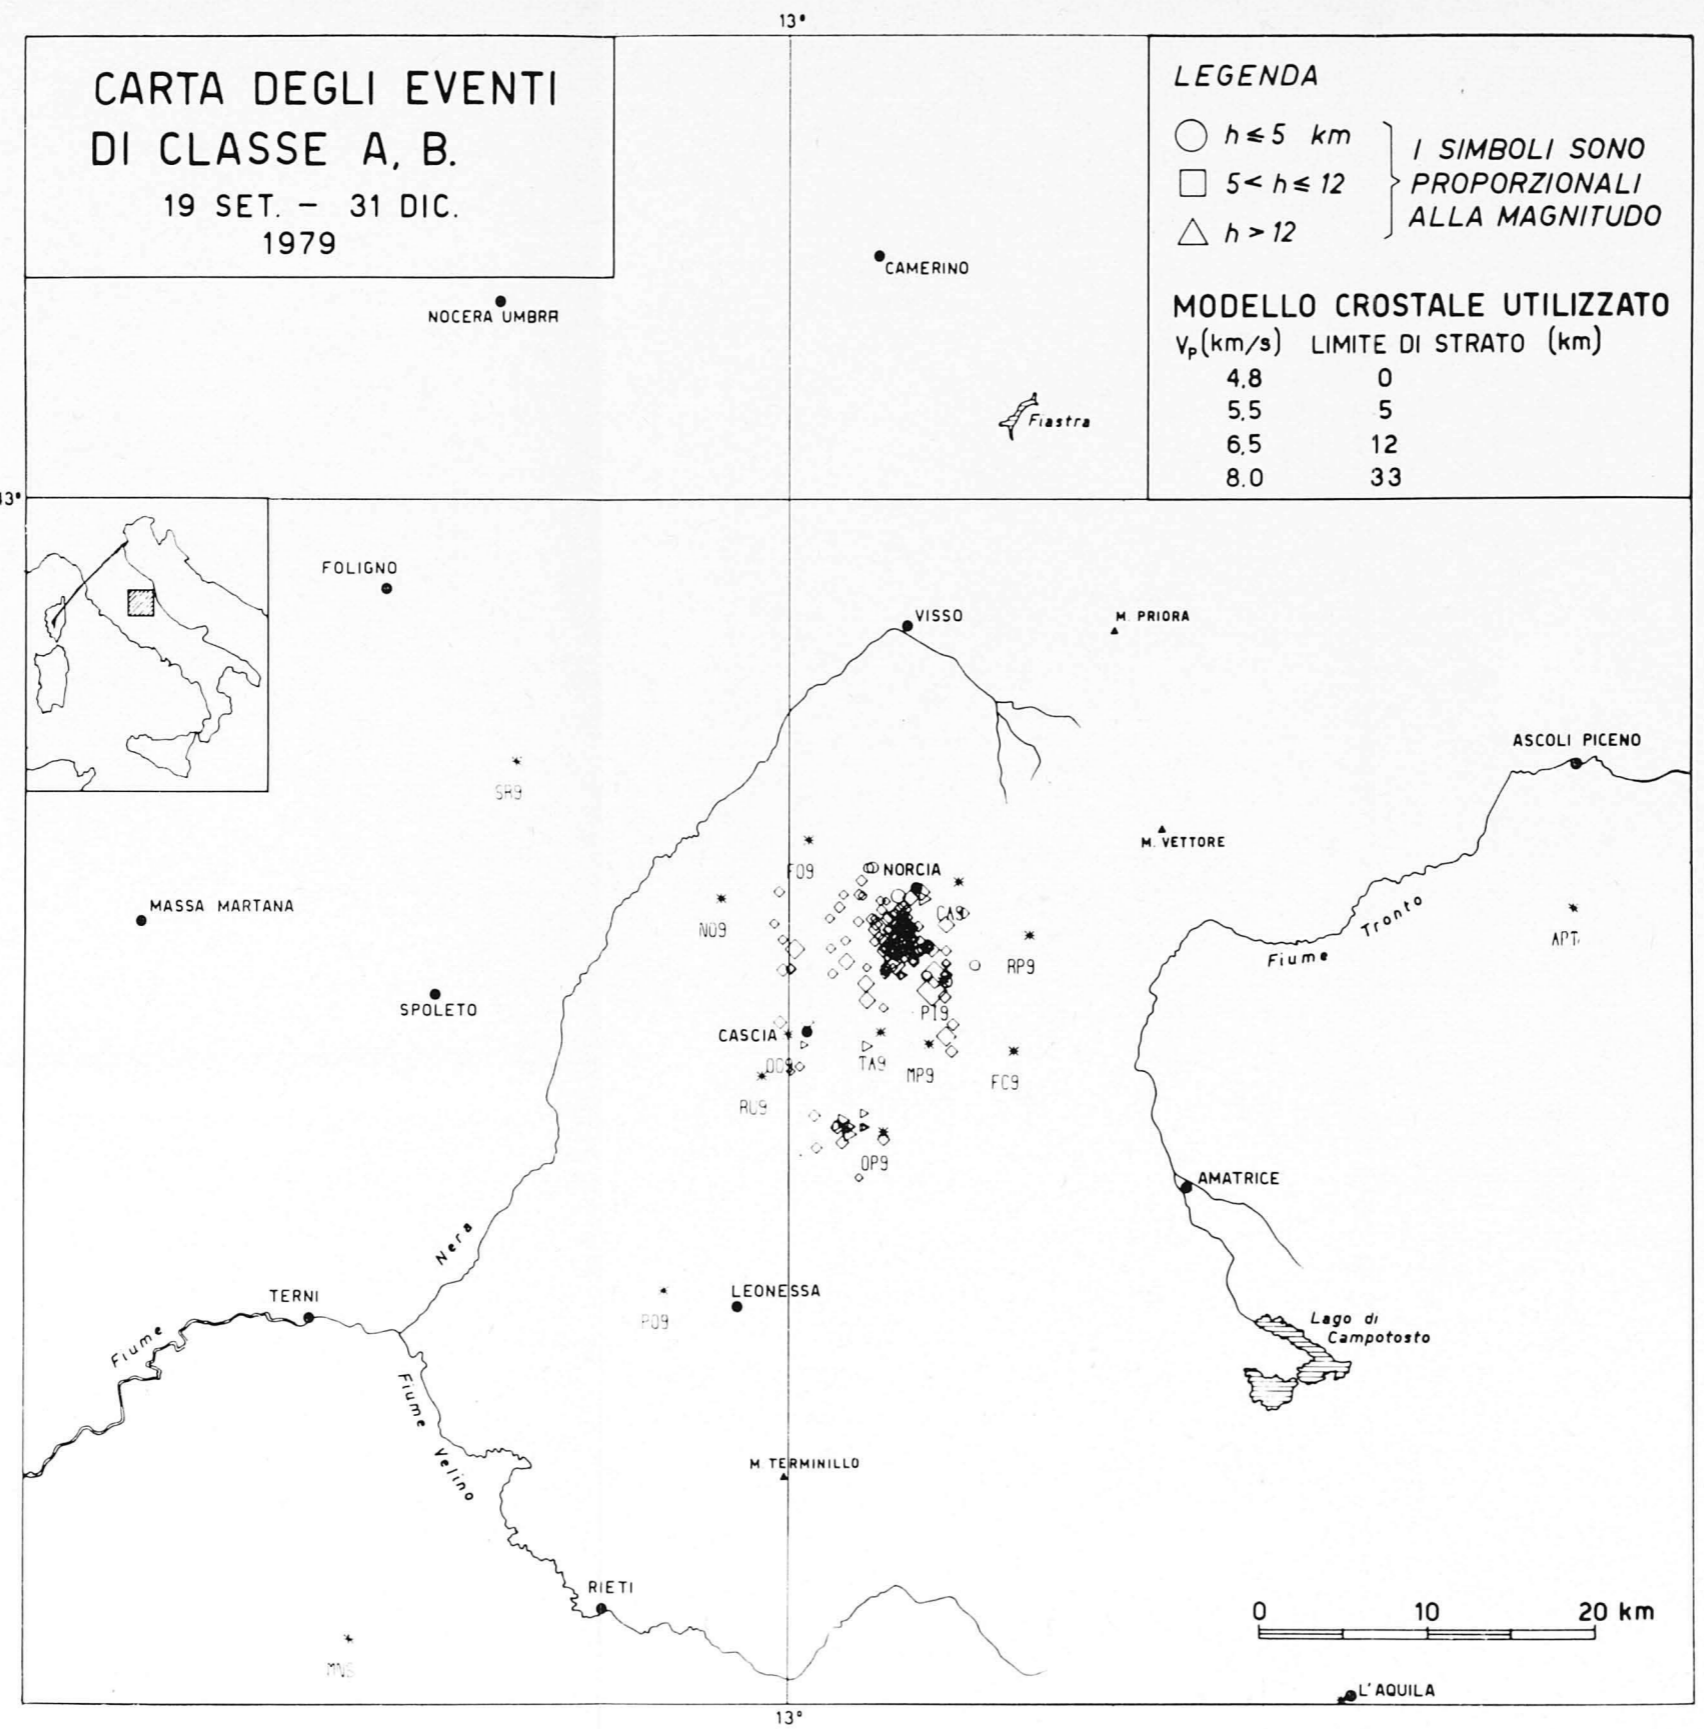 13°
CARTA DEGLI EVENTI
DI CLASSE A, B.
19 SET. – 31 DIC.
1979
LEGENDA
h ≤ 5 km
5 < h ≤ 12
h > 12
I SIMBOLI SONO
PROPORZIONALI
ALLA MAGNITUDO
MODELLO CROSTALE UTILIZZATO
Vp(km/s) LIMITE DI STRATO (km)
4,8 0
5,5 5
6,5 12
8.0 33
CAMERINO
NOCERA UMBRA
Fiastra
FOLIGNO
VISSO
M. PRIORA
ASCOLI PICENO
SR9
M. VETTORE
FO9
NORCIA
MASSA MARTANA
CA9
Tronto
NO9
APT
RP9
Fiume
SPOLETO
PI9
CASCIA
TA9
MP9
FC9
RU9
OP9
AMATRICE
Nera
LEONESSA
TERNI
PO9
Lago di
Campotosto
Fiume
Fiume
Velino
M. TERMINILLO
RIETI
0 10 20 km
L'AQUILA
13°